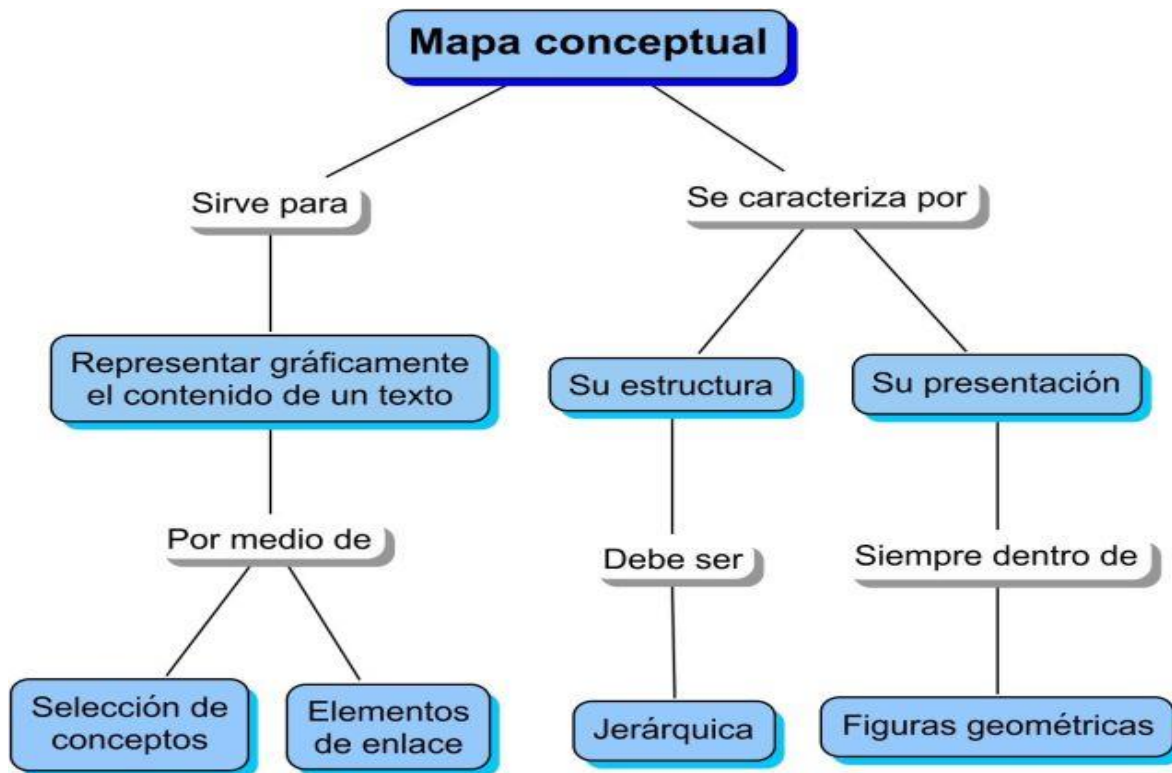 Mapa conceptual
Sirve para
Se caracteriza por
Representar gráficamente
el contenido de un texto
Su estructura
Su presentación
Por medio de
Debe ser
Siempre dentro de
Selección de
conceptos
Elementos
de enlace
Jerárquica
Figuras geométricas